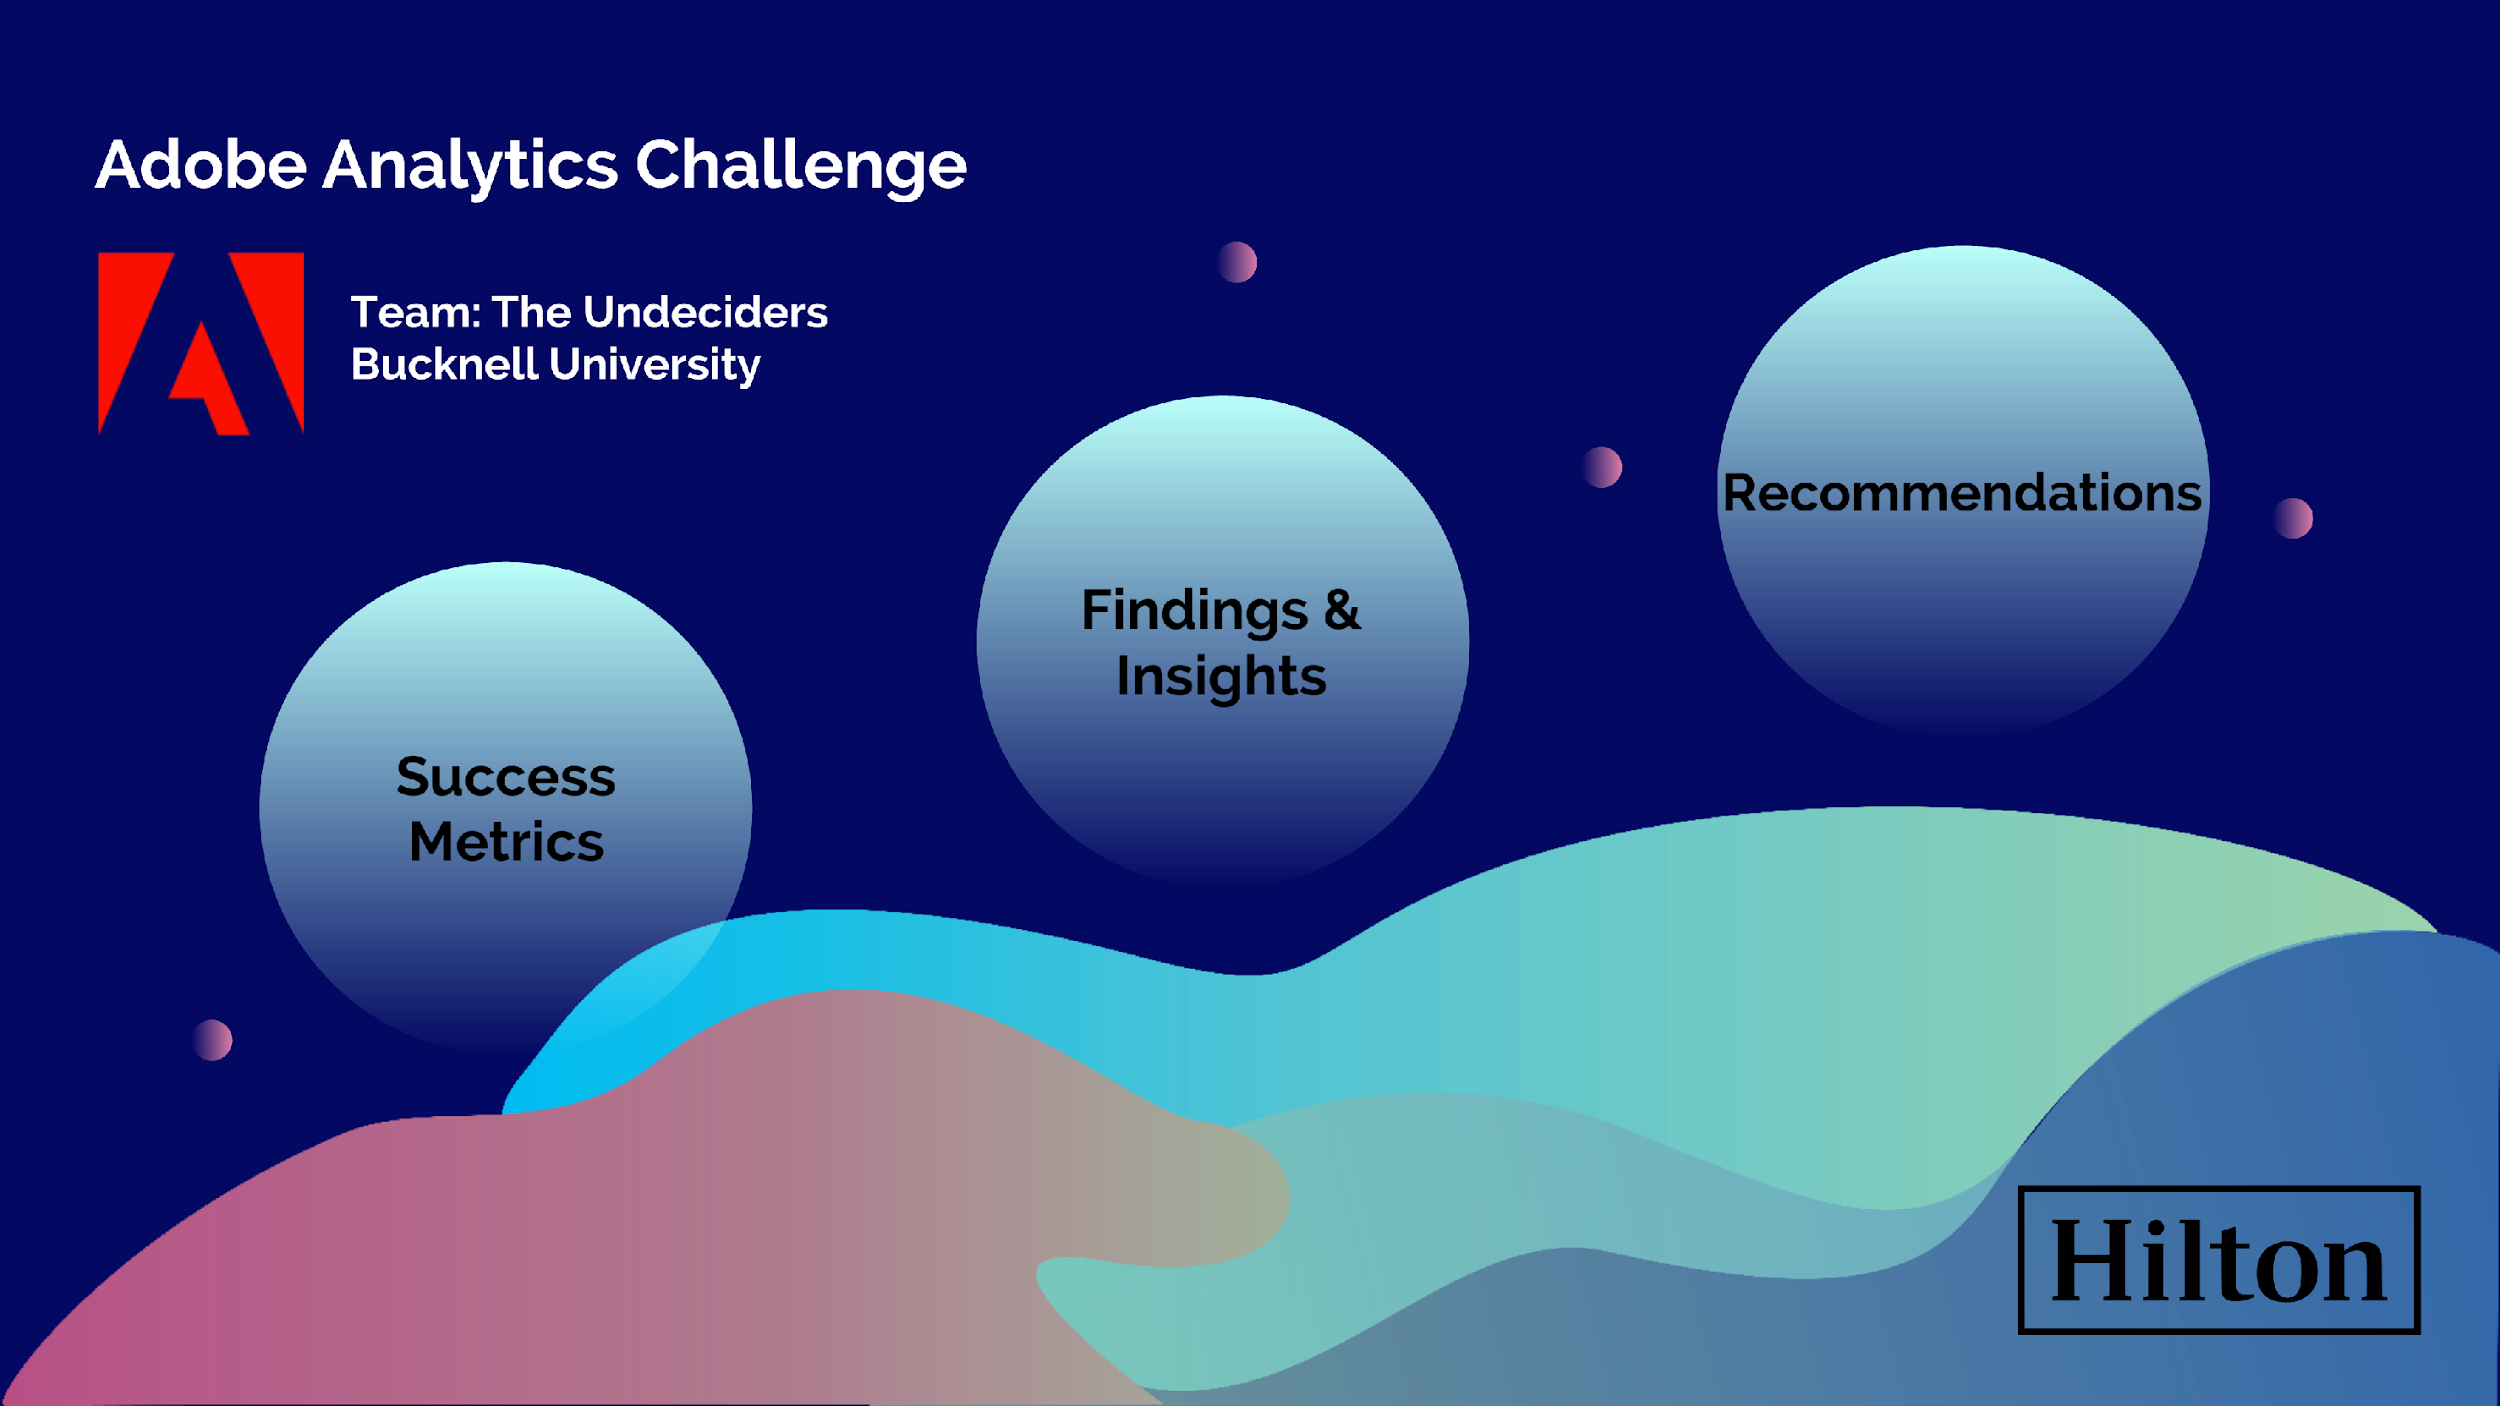 Adobe Analytics Challenge
Team: The Undeciders
Bucknell University
Success
Metrics
Findings &
Insights
Recommendations
Hilton